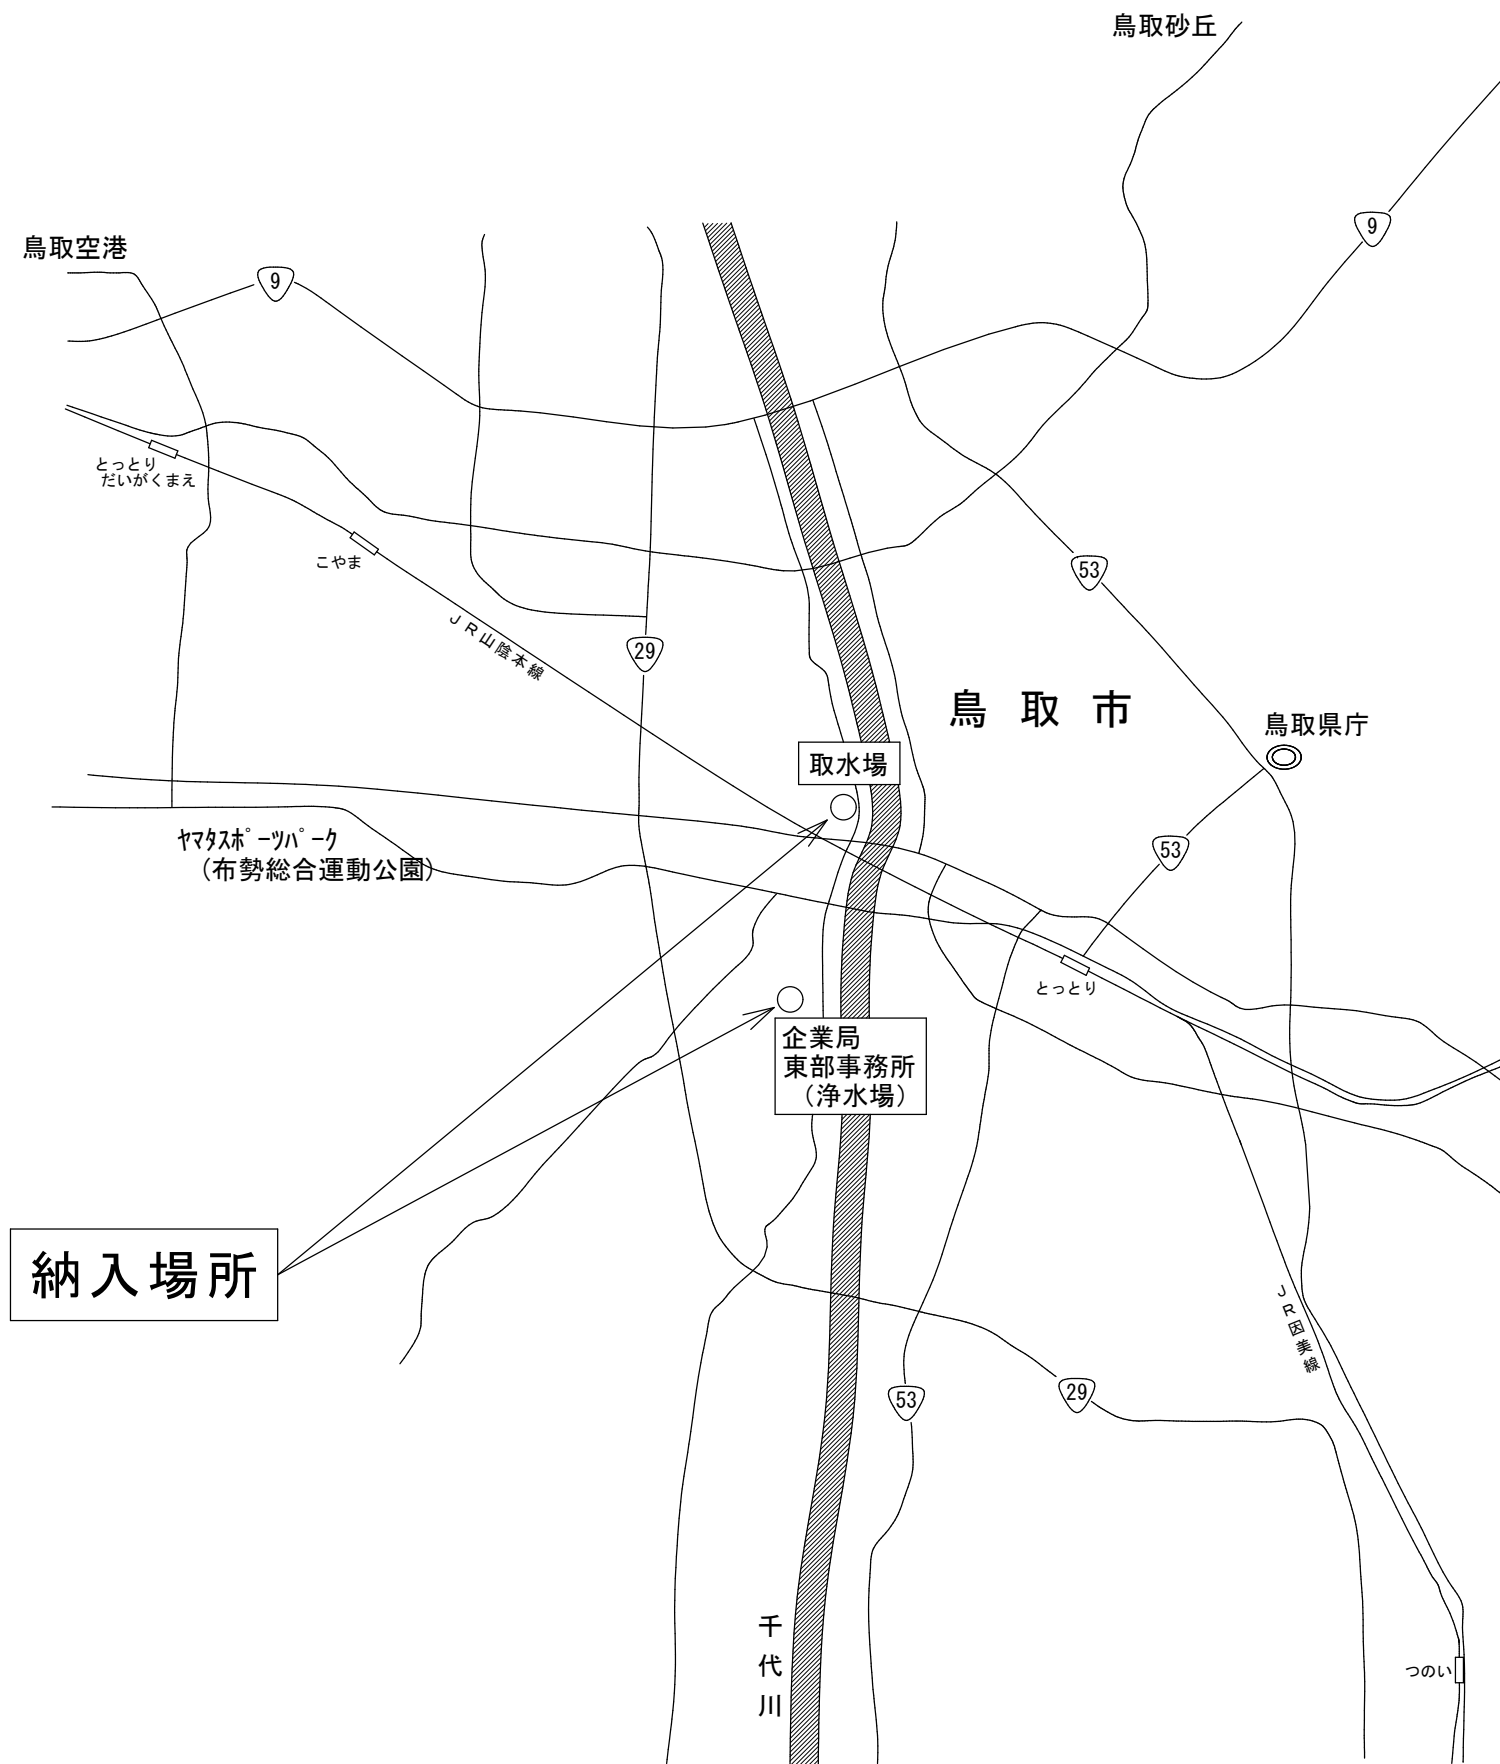 鳥取砂丘
9
鳥取空港
9
とっとり
だいがくまえ
こやま
53
JR山陰本線
29
鳥取市
鳥取県庁
取水場
ﾔﾏﾀｽﾎﾟｰﾂﾊﾟｰｸ
（布勢総合運動公園）
53
とっとり
企業局
東部事務所
（浄水場）
納入場所
JR因美線
53
29
千代川
つのい